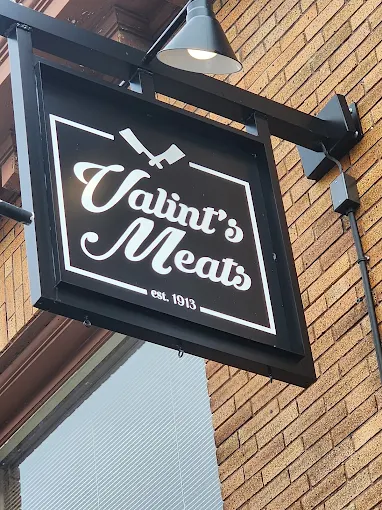 Valint's
Meats
est. 1913